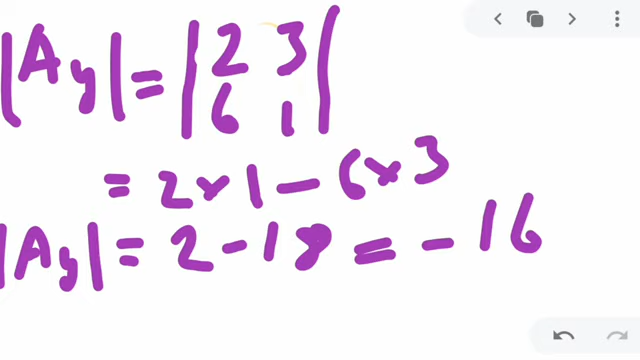 |Ay| = |2 3|
|6 1|
= 2 × 1 - 6 × 3
|Ay| = 2 - 18 = - 16